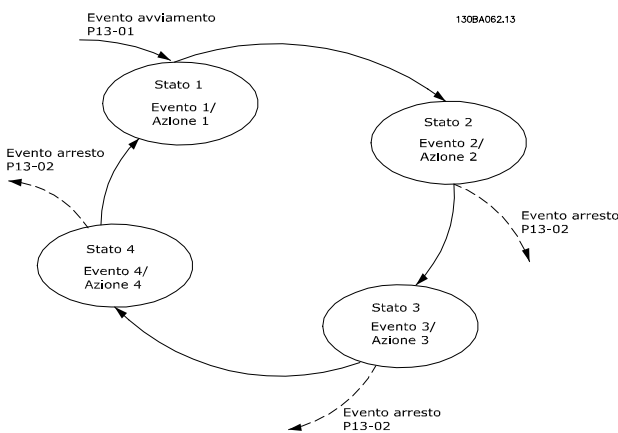 Evento avviamento
P13-01
130BA062.13
Stato 1
Evento 1/
Azione 1
Stato 2
Evento 2/
Azione 2
Evento arresto
P13-02
Evento arresto
P13-02
Stato 4
Evento 4/
Azione 4
Stato 3
Evento 3/
Azione 3
Evento arresto
P13-02